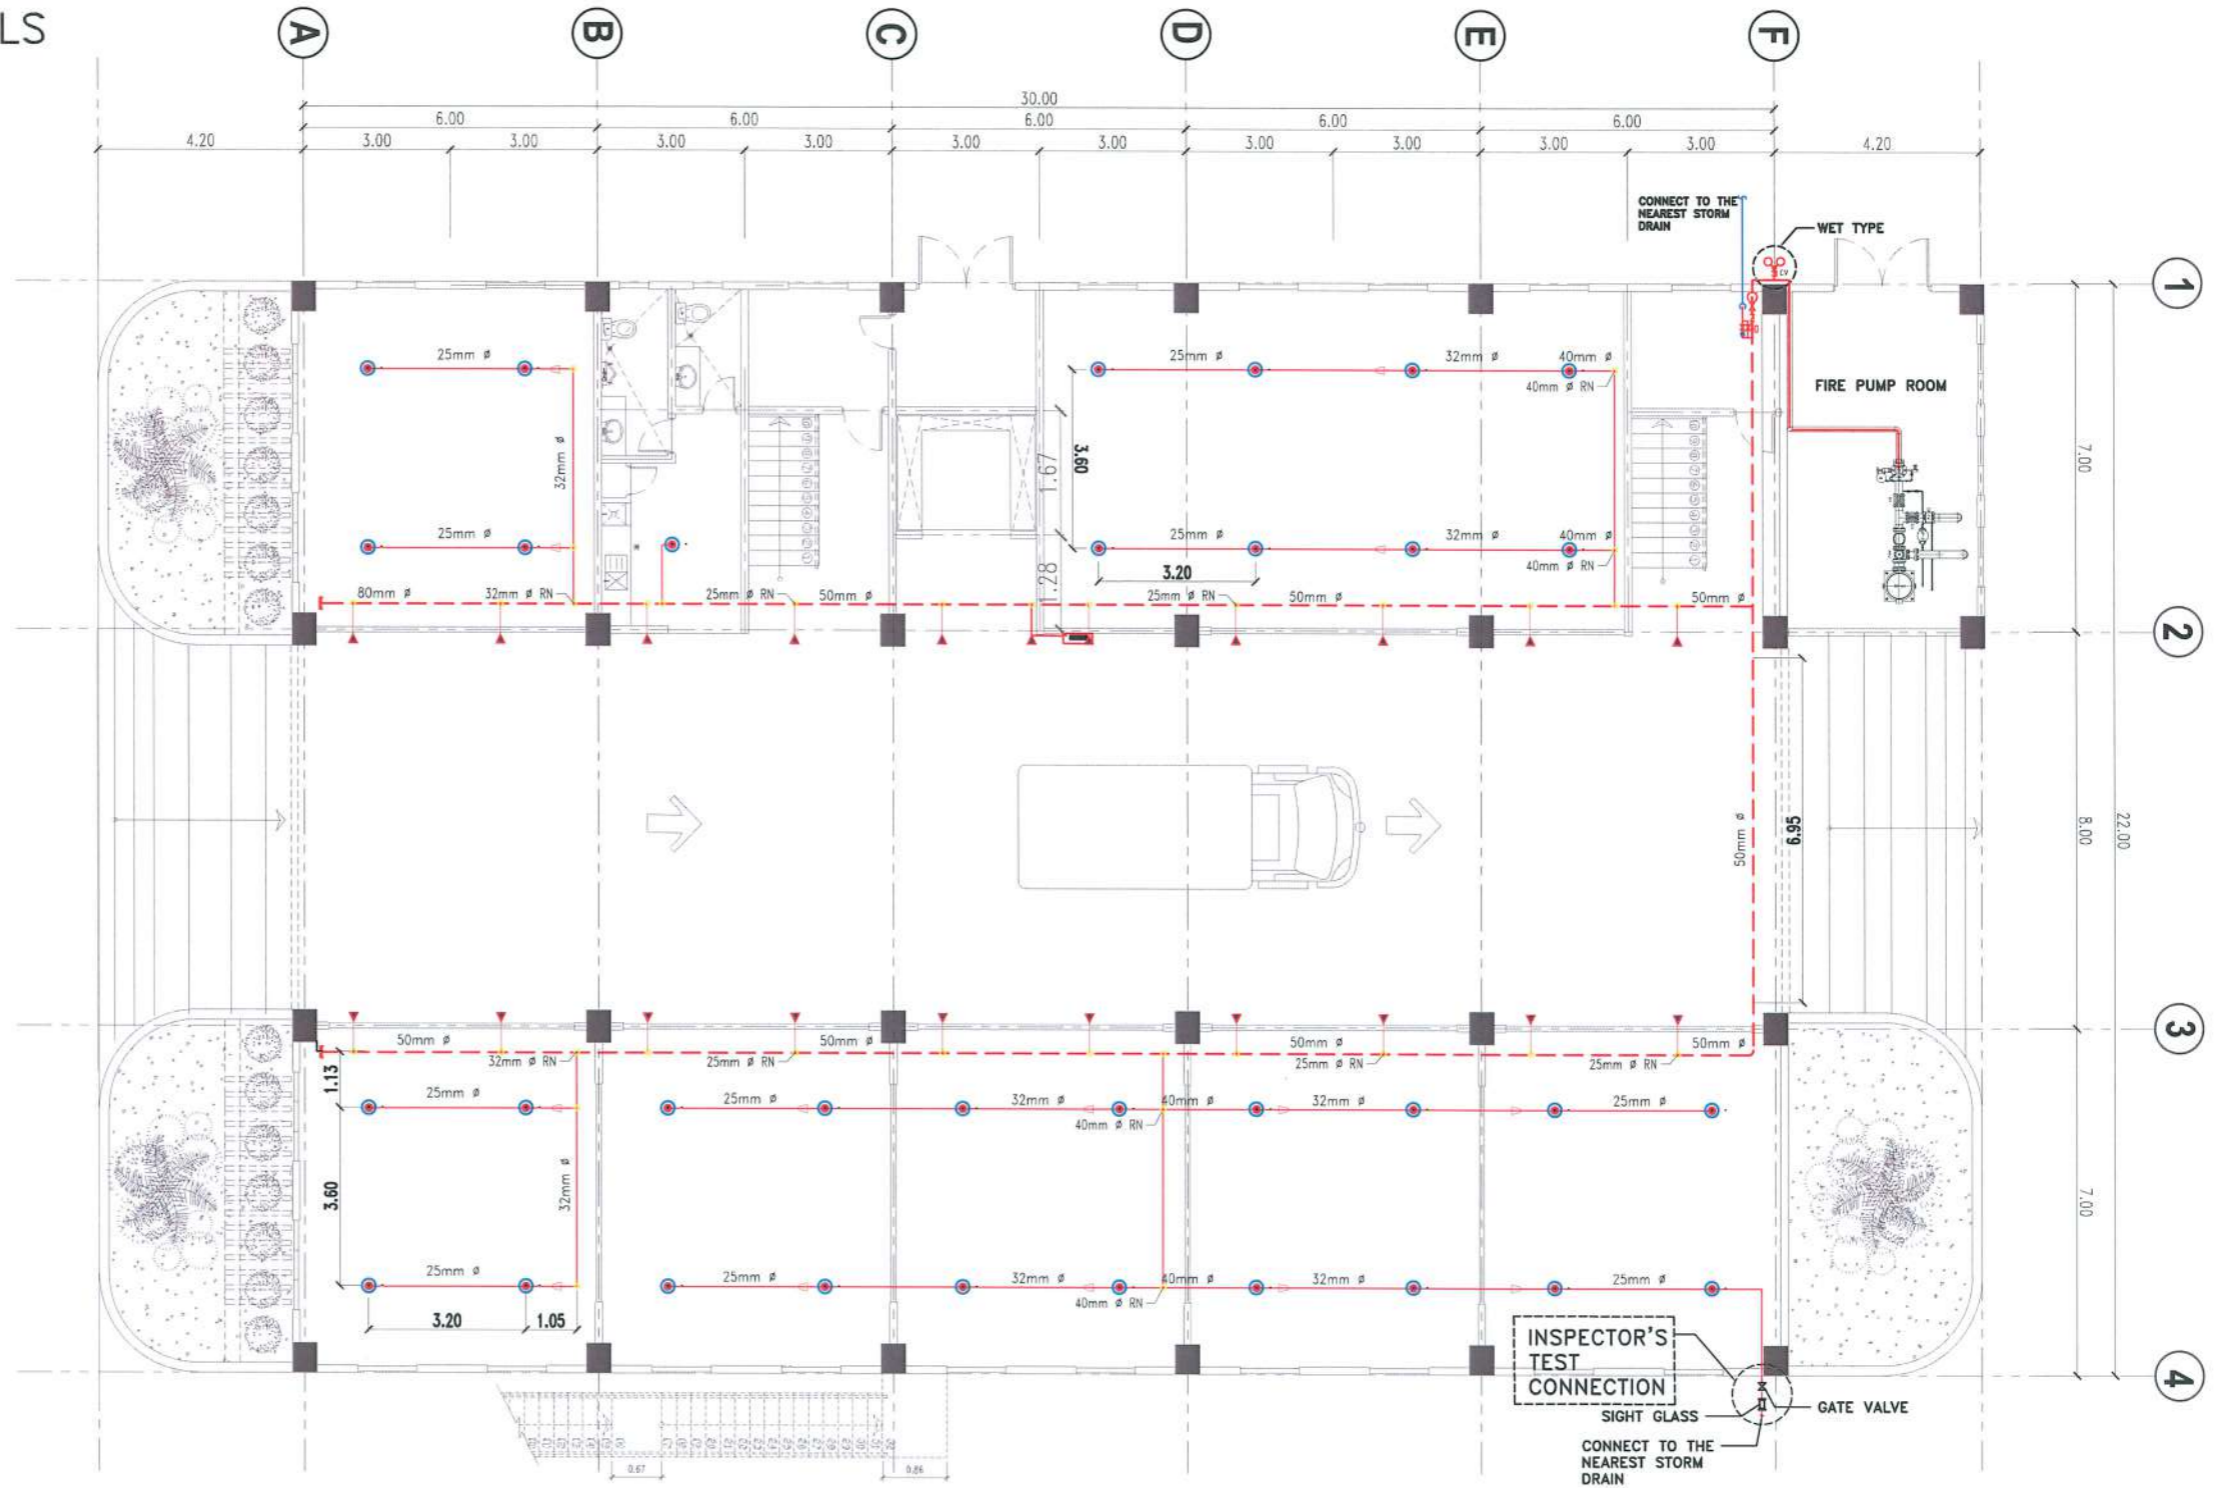 LS
A
B
C
D
E
F
30.00
6.00
6.00
6.00
6.00
6.00
4.20
3.00
3.00
3.00
3.00
3.00
3.00
3.00
3.00
3.00
3.00
4.20
CONNECT TO THE
NEAREST STORM
DRAIN
WET TYPE
CV
1
25mm ø
25mm ø
32mm ø
40mm ø
40mm ø RN
FIRE PUMP ROOM
32mm ø
1.67
3.60
7.00
25mm ø
25mm ø
32mm ø
40mm ø
40mm ø RN
3.20
1.28
80mm ø
32mm ø RN
25mm ø RN
50mm ø
25mm ø RN
50mm ø
50mm ø
2
50mm ø
6.95
8.00
22.00
3
50mm ø
32mm ø RN
25mm ø RN
50mm ø
50mm ø
25mm ø RN
50mm ø
25mm ø RN
1.13
25mm ø
25mm ø
32mm ø
40mm ø
40mm ø RN
32mm ø
25mm ø
3.60
32mm ø
7.00
25mm ø
25mm ø
32mm ø
40mm ø
40mm ø RN
32mm ø
25mm ø
3.20
1.05
INSPECTOR'S
TEST
CONNECTION
4
SIGHT GLASS
GATE VALVE
CONNECT TO THE
NEAREST STORM
DRAIN
0.67
0.86